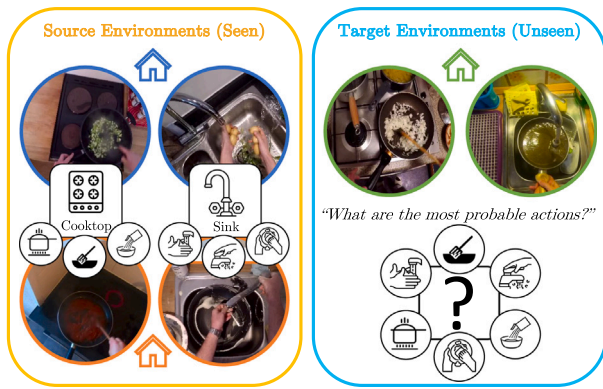 Source Environments (Seen)
Target Environments (Unseen)
Cooktop
Sink
“What are the most probable actions?”
?